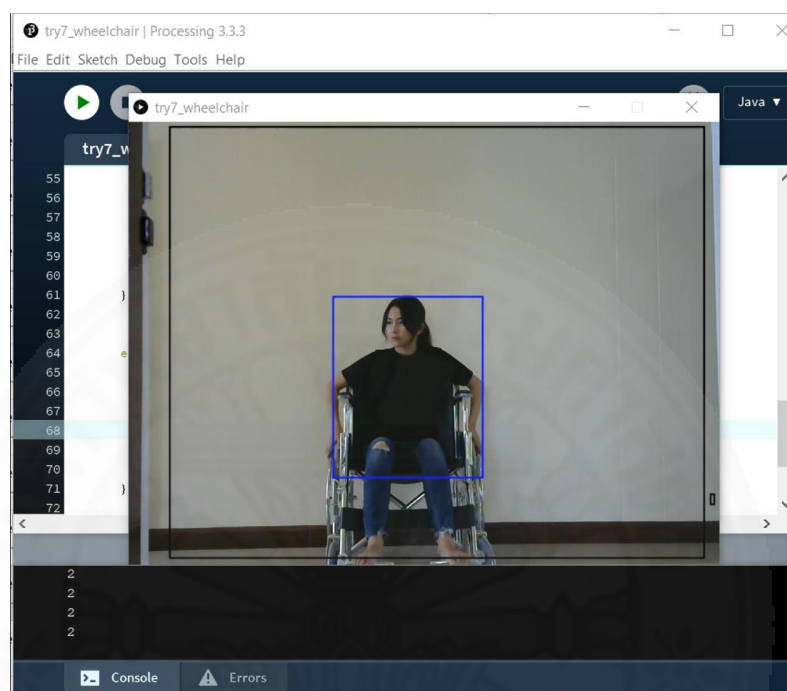 try7_wheelchair | Processing 3.3.3
File Edit Sketch Debug Tools Help
try7_wheelchair
Java ▼
try7_w
55
56
57
58
59
60
61 }
62
63
64 e
65
66
67
68
69
70
71 }
72
2
2
2
2
Console
Errors